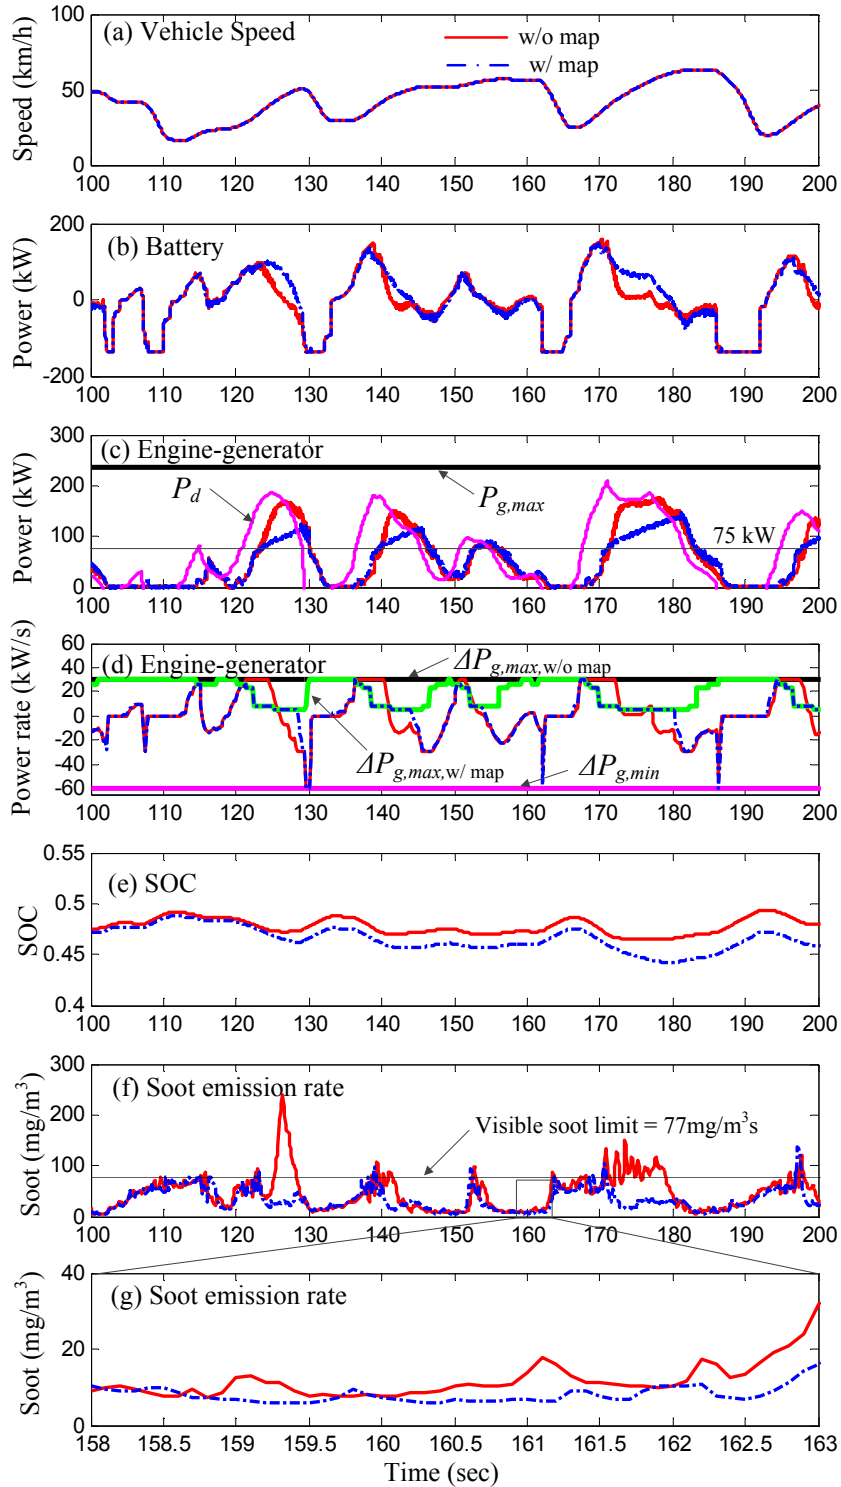 (a) Vehicle Speed
w/o map
w/ map
Speed (km/h)
100
50
0
100 110 120 130 140 150 160 170 180 190 200
(b) Battery
Power (kW)
200
0
-200
100 110 120 130 140 150 160 170 180 190 200
(c) Engine-generator
P_d
P_g,max
75 kW
Power (kW)
300
200
100
0
100 110 120 130 140 150 160 170 180 190 200
(d) Engine-generator
ΔP_g,max,w/o map
ΔP_g,max,w/ map
ΔP_g,min
Power rate (kW/s)
60
40
20
0
-20
-40
-60
100 110 120 130 140 150 160 170 180 190 200
(e) SOC
SOC
0.55
0.5
0.45
0.4
100 110 120 130 140 150 160 170 180 190 200
(f) Soot emission rate
Visible soot limit = 77mg/m³s
Soot (mg/m³)
300
200
100
0
100 110 120 130 140 150 160 170 180 190 200
(g) Soot emission rate
Soot (mg/m³)
40
20
0
158 158.5 159 159.5 160 160.5 161 161.5 162 162.5 163
Time (sec)